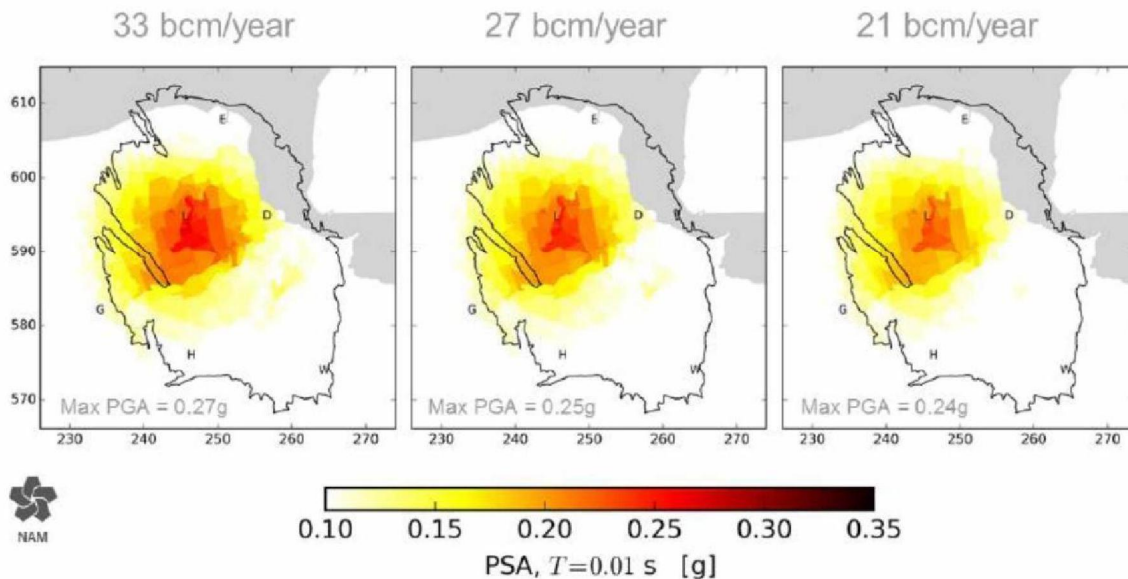 33 bcm/year 27 bcm/year 21 bcm/year
610
600
590
580
570
E L D G H W
E L D G H W
E L D G H W
Max PGA = 0.27g Max PGA = 0.25g Max PGA = 0.24g
230 240 250 260 270 230 240 250 260 270 230 240 250 260 270
NAM
0.10 0.15 0.20 0.25 0.30 0.35
PSA, T=0.01 s [g]